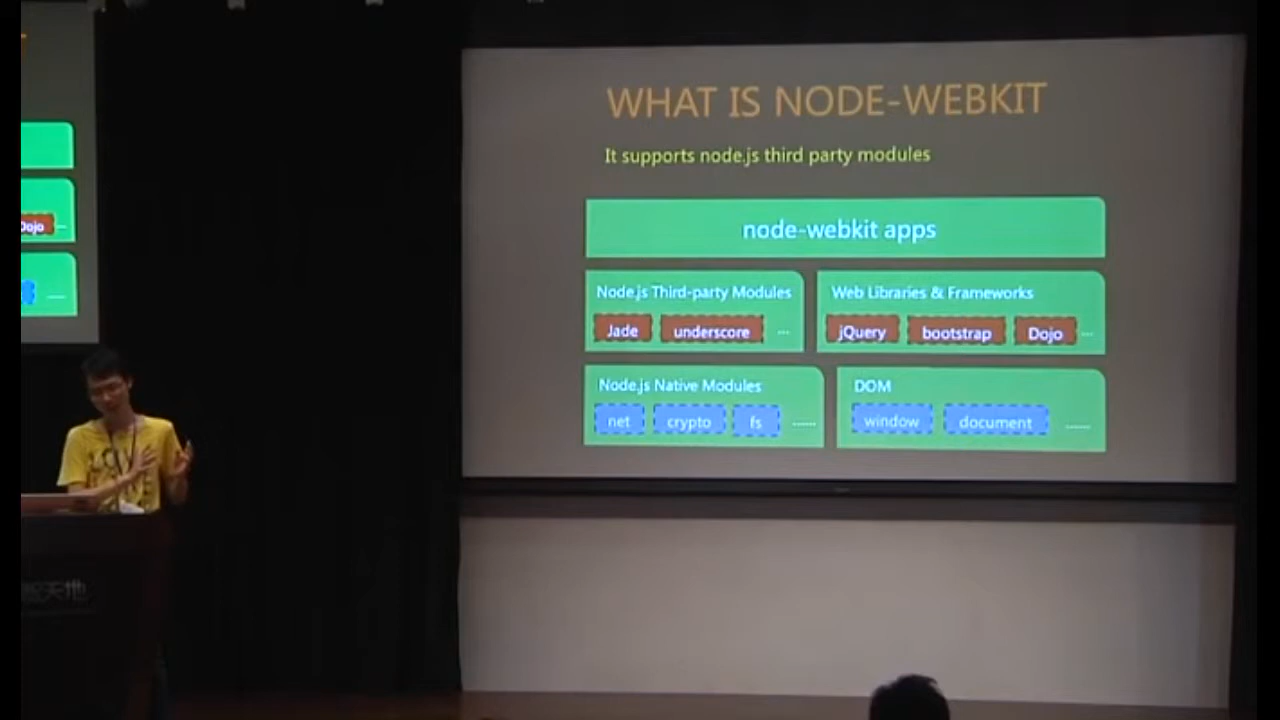 WHAT IS NODE-WEBKIT
It supports node.js third party modules
node-webkit apps
Node.js Third-party Modules
Jade underscore ...
Web Libraries & Frameworks
jQuery bootstrap Dojo ...
Node.js Native Modules
net crypto fs ......
DOM
window document ......
Dojo ...
......
天地